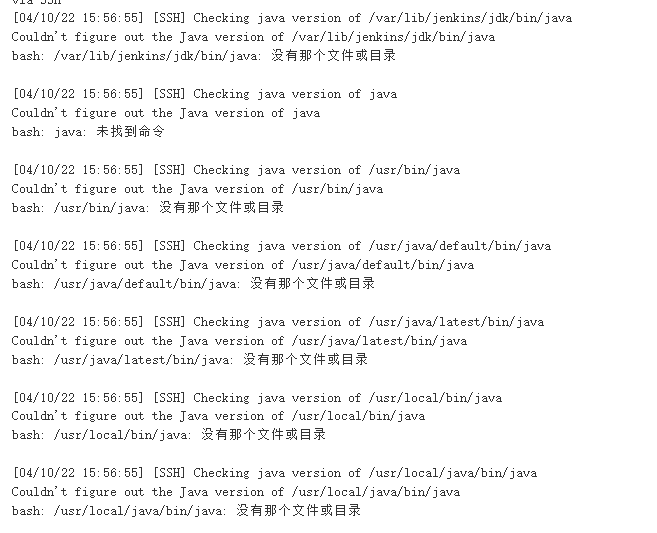 via SSH
[04/10/22 15:56:55] [SSH] Checking java version of /var/lib/jenkins/jdk/bin/java
Couldn't figure out the Java version of /var/lib/jenkins/jdk/bin/java
bash: /var/lib/jenkins/jdk/bin/java: 没有那个文件或目录
[04/10/22 15:56:55] [SSH] Checking java version of java
Couldn't figure out the Java version of java
bash: java: 未找到命令
[04/10/22 15:56:55] [SSH] Checking java version of /usr/bin/java
Couldn't figure out the Java version of /usr/bin/java
bash: /usr/bin/java: 没有那个文件或目录
[04/10/22 15:56:55] [SSH] Checking java version of /usr/java/default/bin/java
Couldn't figure out the Java version of /usr/java/default/bin/java
bash: /usr/java/default/bin/java: 没有那个文件或目录
[04/10/22 15:56:55] [SSH] Checking java version of /usr/java/latest/bin/java
Couldn't figure out the Java version of /usr/java/latest/bin/java
bash: /usr/java/latest/bin/java: 没有那个文件或目录
[04/10/22 15:56:55] [SSH] Checking java version of /usr/local/bin/java
Couldn't figure out the Java version of /usr/local/bin/java
bash: /usr/local/bin/java: 没有那个文件或目录
[04/10/22 15:56:55] [SSH] Checking java version of /usr/local/java/bin/java
Couldn't figure out the Java version of /usr/local/java/bin/java
bash: /usr/local/java/bin/java: 没有那个文件或目录